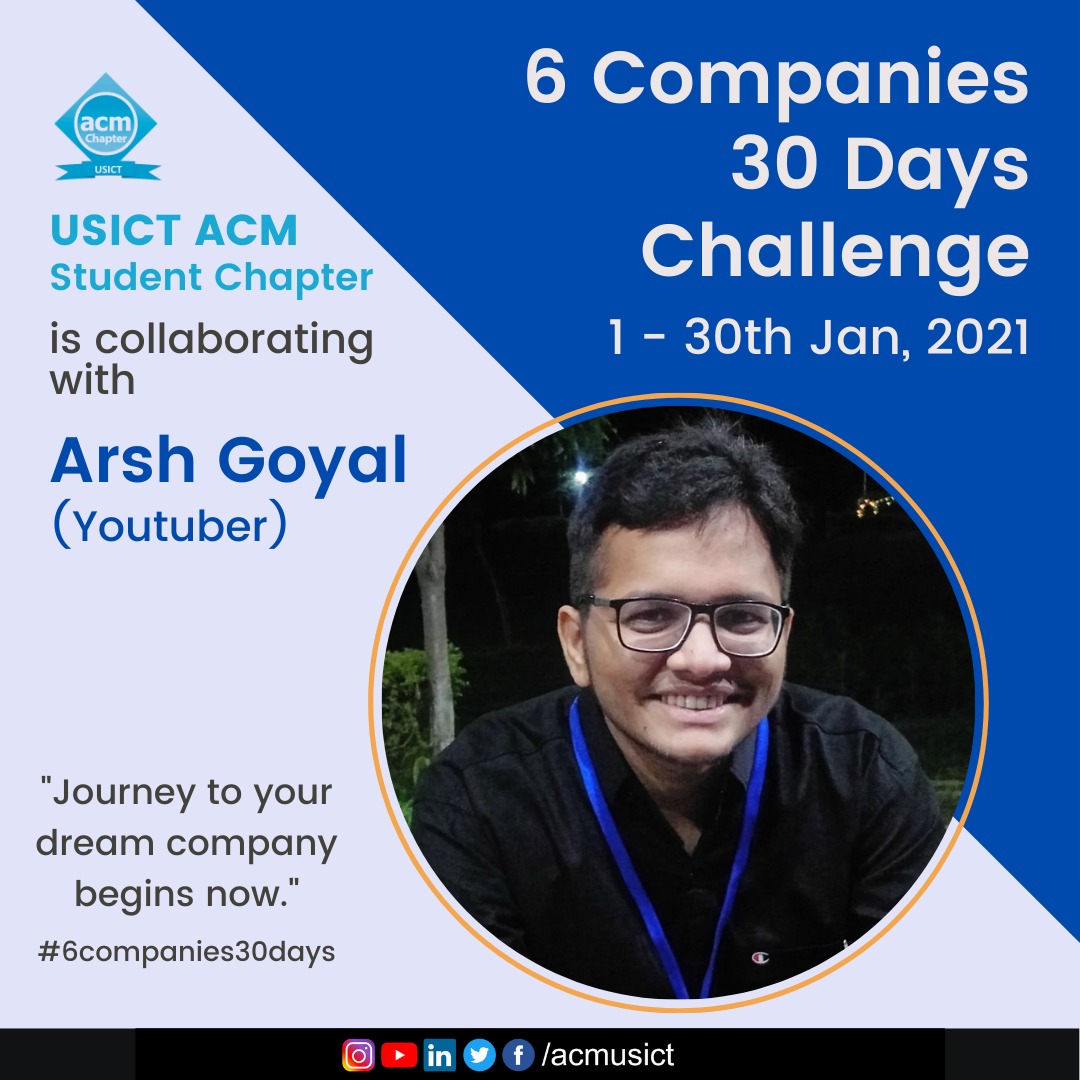 acm
Chapter
USICT
USICT ACM
Student Chapter
is collaborating
with
Arsh Goyal
(Youtuber)
6 Companies
30 Days
Challenge
1 - 30th Jan, 2021
"Journey to your
dream company
begins now."
#6companies30days
/acmusict